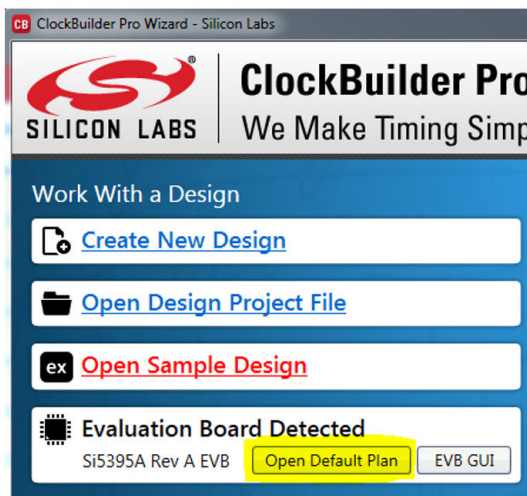 CB ClockBuilder Pro Wizard - Silicon Labs
SILICON LABS
ClockBuilder Pro
We Make Timing Simp
Work With a Design
Create New Design
Open Design Project File
ex Open Sample Design
Evaluation Board Detected
Si5395A Rev A EVB Open Default Plan EVB GUI